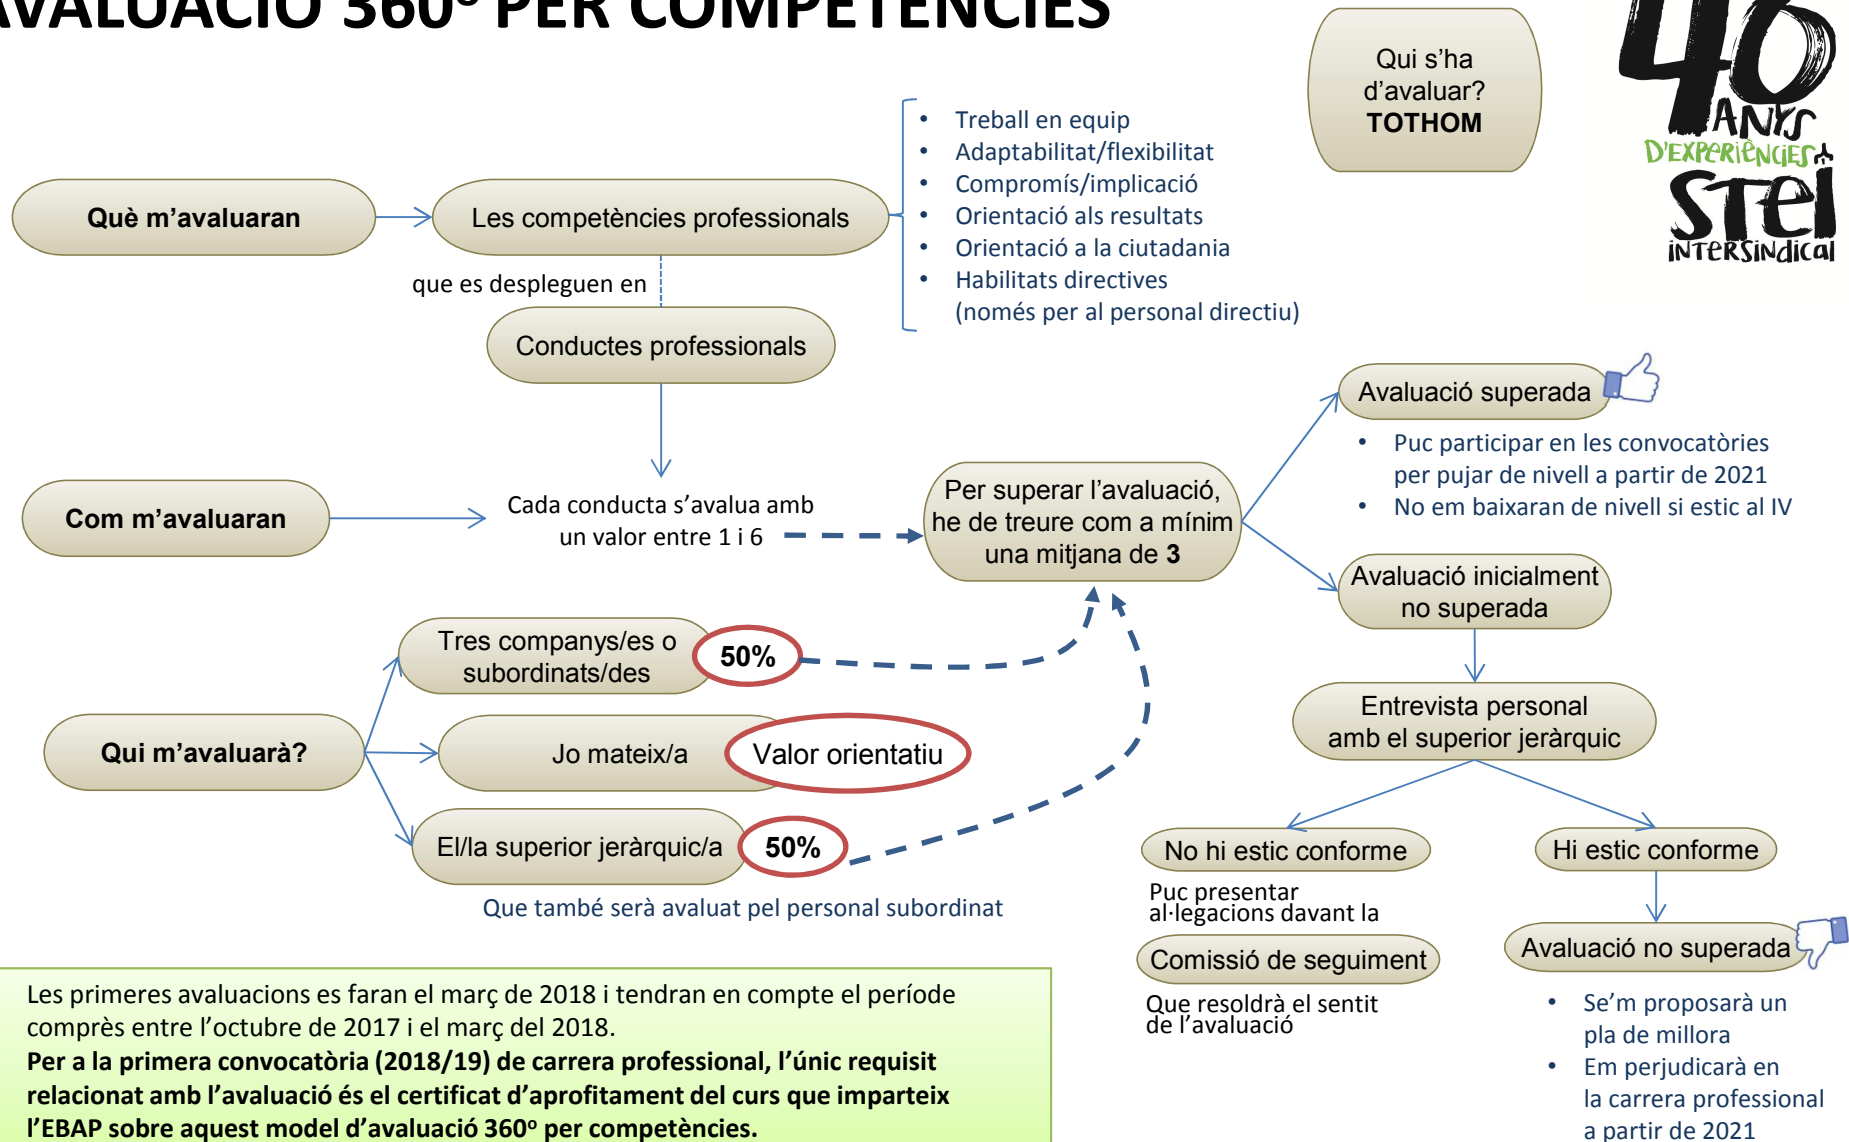 AVALUACIÓ 360º PER COMPETÈNCIES
Qui s’ha
d’avaluar?
TOTHOM
46
ANYS
D'EXPERIÈNCIES
STEI
INTERSINDICAL
Què m’avaluaran
Les competències professionals
• Treball en equip
• Adaptabilitat/flexibilitat
• Compromís/implicació
• Orientació als resultats
• Orientació a la ciutadania
• Habilitats directives
(només per al personal directiu)
que es despleguen en
Conductes professionals
Com m’avaluaran
Cada conducta s’avalua amb
un valor entre 1 i 6
Per superar l’avaluació,
he de treure com a mínim
una mitjana de 3
Avaluació superada
• Puc participar en les convocatòries
per pujar de nivell a partir de 2021
• No em baixaran de nivell si estic al IV
Avaluació inicialment
no superada
Entrevista personal
amb el superior jeràrquic
Qui m’avaluarà?
Tres companys/es o
subordinats/des
50%
Jo mateix/a
Valor orientatiu
El/la superior jeràrquic/a
50%
Que també serà avaluat pel personal subordinat
No hi estic conforme
Puc presentar
al·legacions davant la
Comissió de seguiment
Que resoldrà el sentit
de l’avaluació
Hi estic conforme
Avaluació no superada
• Se’m proposarà un
pla de millora
• Em perjudicarà en
la carrera professional
a partir de 2021
Les primeres avaluacions es faran el març de 2018 i tendran en compte el període
comprès entre l’octubre de 2017 i el març del 2018.
Per a la primera convocatòria (2018/19) de carrera professional, l’únic requisit
relacionat amb l’avaluació és el certificat d’aprofitament del curs que imparteix
l’EBAP sobre aquest model d’avaluació 360º per competències.